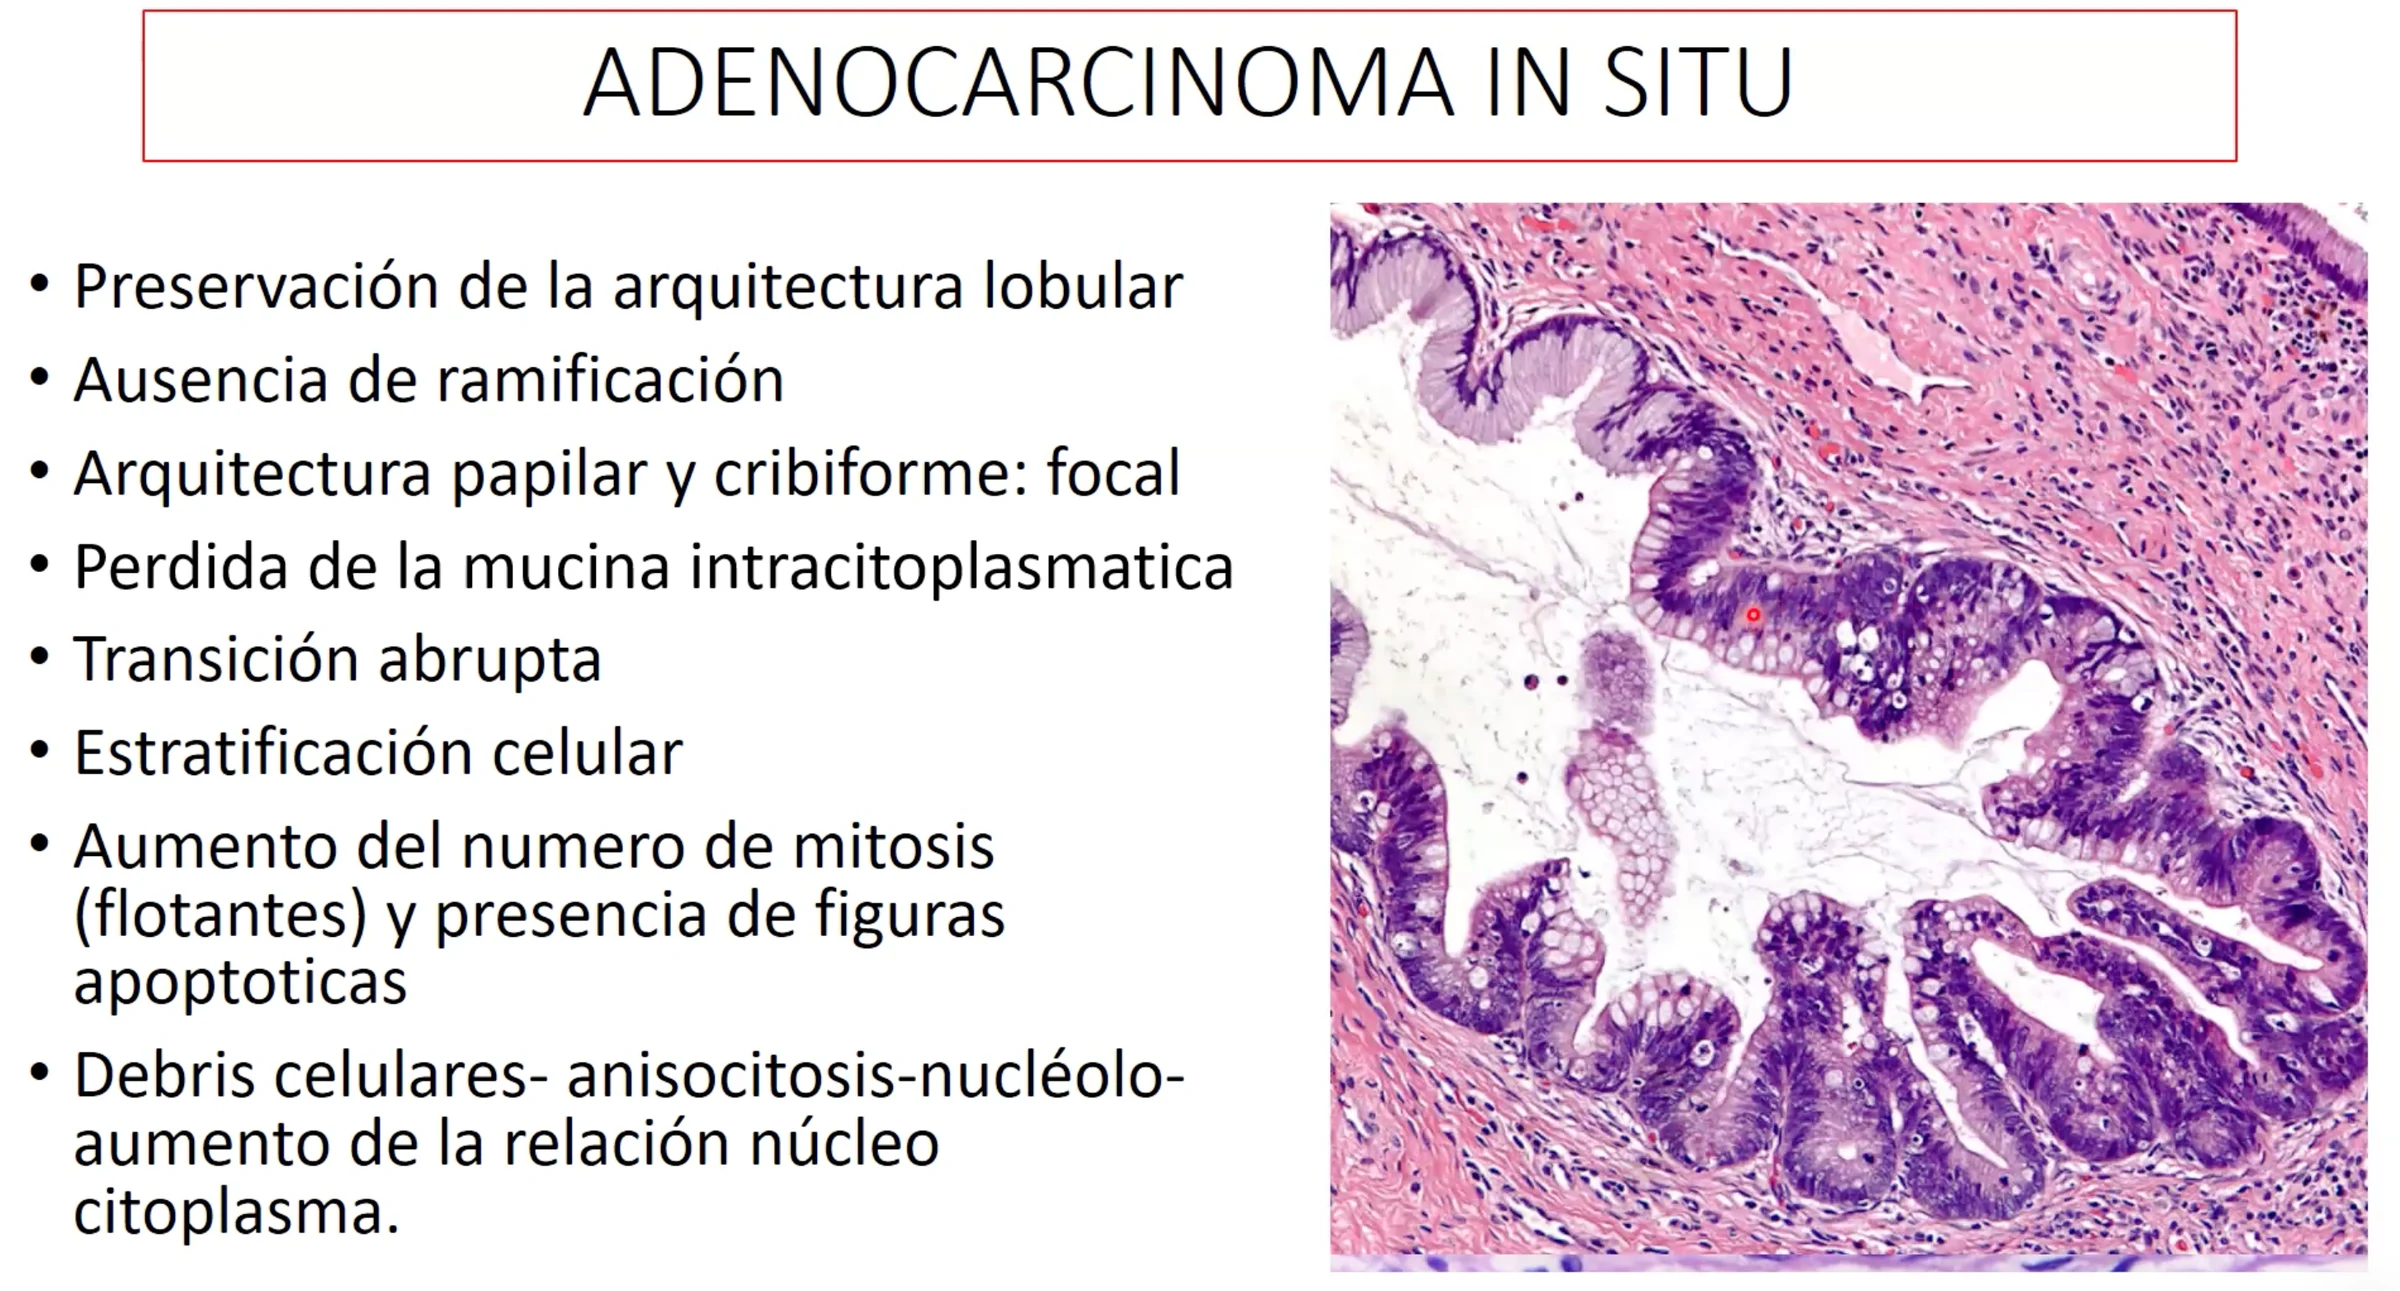 ADENOCARCINOMA IN SITU
• Preservación de la arquitectura lobular
• Ausencia de ramificación
• Arquitectura papilar y cribiforme: focal
• Perdida de la mucina intracitoplasmatica
• Transición abrupta
• Estratificación celular
• Aumento del numero de mitosis
(flotantes) y presencia de figuras
apoptoticas
• Debris celulares- anisocitosis-nucléolo-
aumento de la relación núcleo
citoplasma.